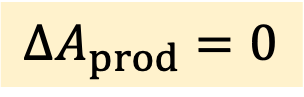 ΔA_prod = 0